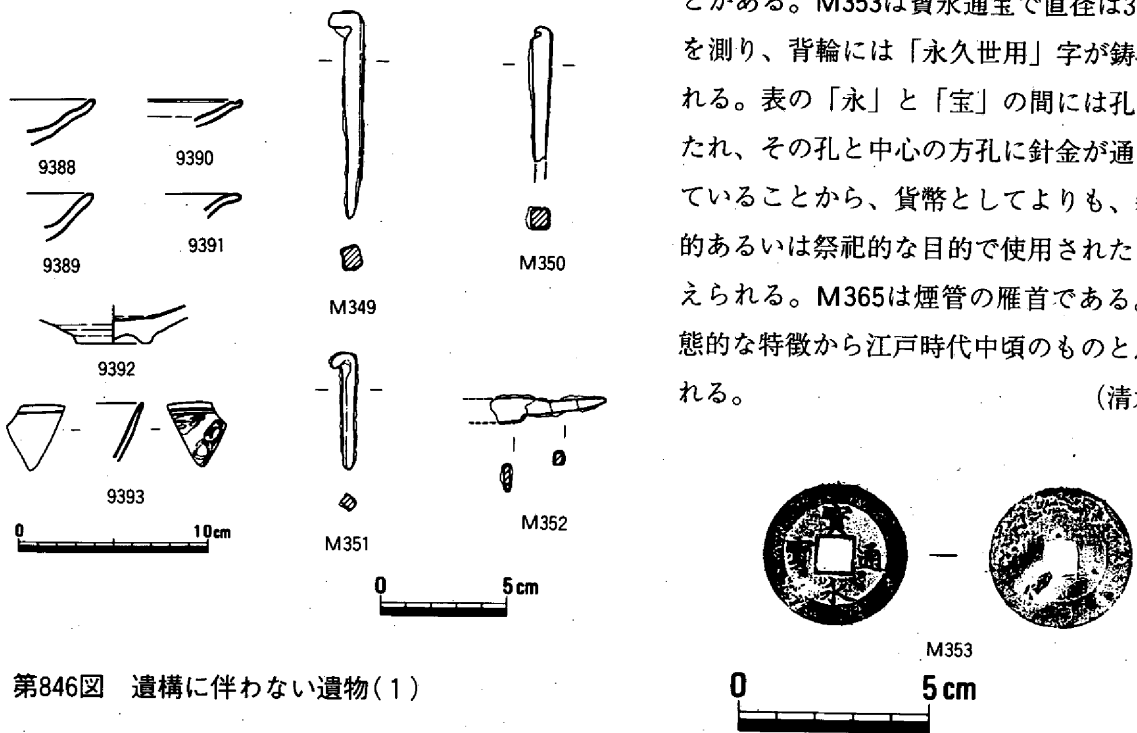 とがある。M353は寳永通宝で直径は3
を測り、背輪には「永久世用」字が鋳
れる。表の「永」と「宝」の間には孔
たれ、その孔と中心の方孔に針金が通
ていることから、貨幣としてよりも、
的あるいは祭祀的な目的で使用された
えられる。M365は煙管の雁首である。
態的な特徴から江戸時代中頃のものと
れる。
(清
9388
9390
9389
9391
9392
9393
0 10cm
M349
M350
M351
M352
0 5cm
第846図 遺構に伴わない遺物(1)
寳
永
通
寳
M353
0 5cm